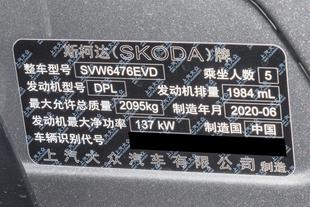 斯柯达(SKODA)牌
整车型号 SVW6476EVD 乘坐人数 5
发动机型号 DPL 发动机排量 1984 mL
最大允许总质量 2095kg 制造年月 2020-06
发动机最大净功率 137 kW 制造国 中国
车辆识别代号
上汽大众汽车有限公司 制造